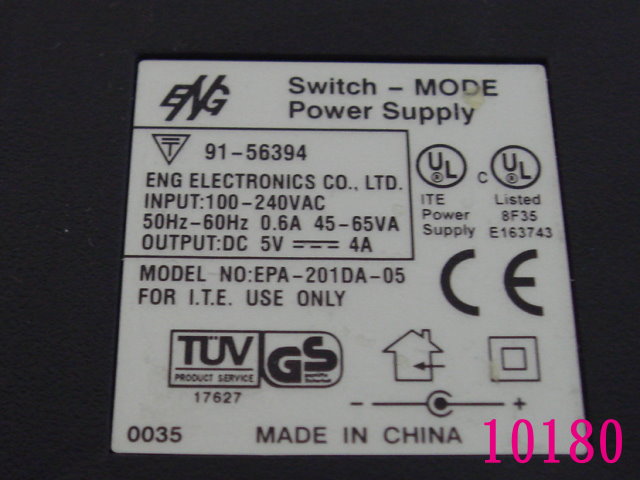 ENG
Switch - MODE
Power Supply
T
91-56394
ENG ELECTRONICS CO., LTD.
INPUT:100-240VAC
50Hz-60Hz 0.6A 45-65VA
OUTPUT:DC 5V 4A
UL
ITE
Power
Supply
C UL
Listed
8F35
E163743
MODEL NO:EPA-201DA-05
FOR I.T.E. USE ONLY
CE
TÜV
PRODUCT SERVICE
17627
GS
geprüfte
Sicherheit
- +
0035 MADE IN CHINA
10180